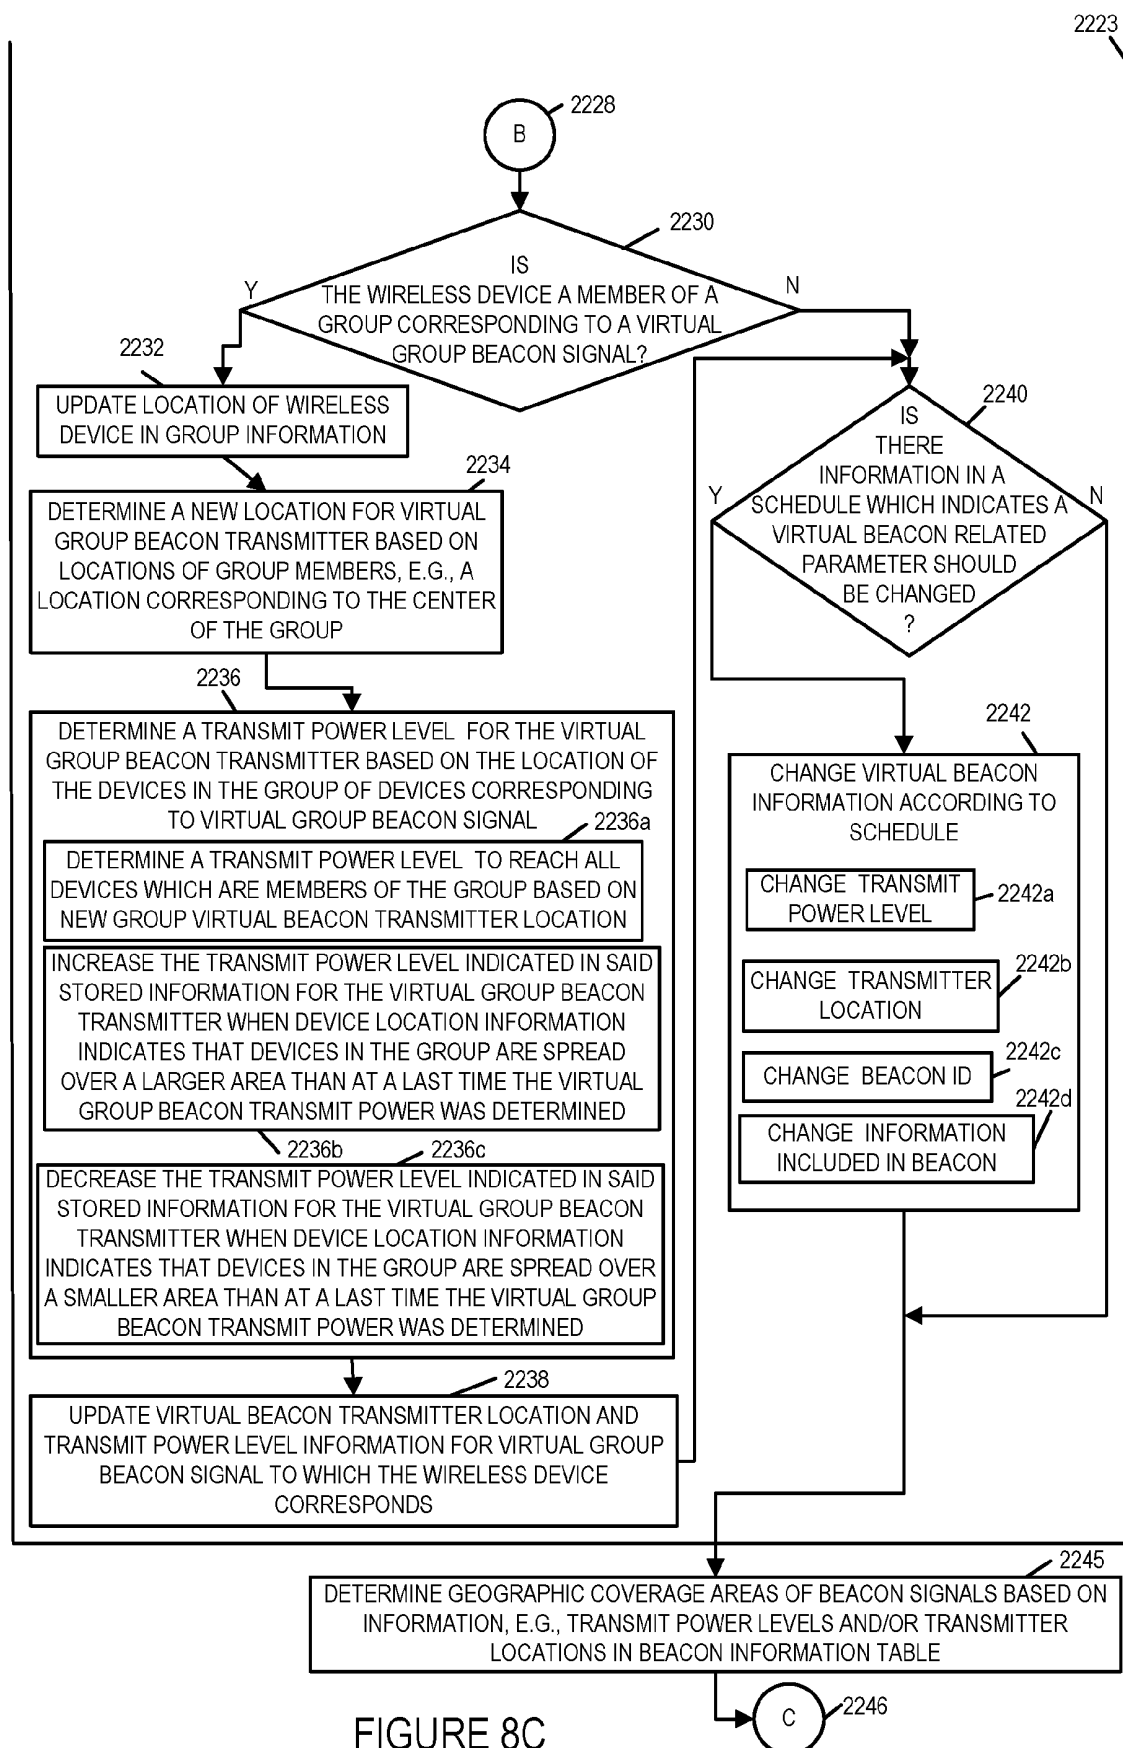 2223
2228
B
2230
IS
THE WIRELESS DEVICE A MEMBER OF A
GROUP CORRESPONDING TO A VIRTUAL
GROUP BEACON SIGNAL?
Y
N
2232
UPDATE LOCATION OF WIRELESS
DEVICE IN GROUP INFORMATION
2234
DETERMINE A NEW LOCATION FOR VIRTUAL
GROUP BEACON TRANSMITTER BASED ON
LOCATIONS OF GROUP MEMBERS, E.G., A
LOCATION CORRESPONDING TO THE CENTER
OF THE GROUP
2236
DETERMINE A TRANSMIT POWER LEVEL FOR THE VIRTUAL
GROUP BEACON TRANSMITTER BASED ON THE LOCATION OF
THE DEVICES IN THE GROUP OF DEVICES CORRESPONDING
TO VIRTUAL GROUP BEACON SIGNAL
2236a
DETERMINE A TRANSMIT POWER LEVEL TO REACH ALL
DEVICES WHICH ARE MEMBERS OF THE GROUP BASED ON
NEW GROUP VIRTUAL BEACON TRANSMITTER LOCATION
INCREASE THE TRANSMIT POWER LEVEL INDICATED IN SAID
STORED INFORMATION FOR THE VIRTUAL GROUP BEACON
TRANSMITTER WHEN DEVICE LOCATION INFORMATION
INDICATES THAT DEVICES IN THE GROUP ARE SPREAD
OVER A LARGER AREA THAN AT A LAST TIME THE VIRTUAL
GROUP BEACON TRANSMIT POWER WAS DETERMINED
2236b
2236c
DECREASE THE TRANSMIT POWER LEVEL INDICATED IN SAID
STORED INFORMATION FOR THE VIRTUAL GROUP BEACON
TRANSMITTER WHEN DEVICE LOCATION INFORMATION
INDICATES THAT DEVICES IN THE GROUP ARE SPREAD OVER
A SMALLER AREA THAN AT A LAST TIME THE VIRTUAL GROUP
BEACON TRANSMIT POWER WAS DETERMINED
2238
UPDATE VIRTUAL BEACON TRANSMITTER LOCATION AND
TRANSMIT POWER LEVEL INFORMATION FOR VIRTUAL GROUP
BEACON SIGNAL TO WHICH THE WIRELESS DEVICE
CORRESPONDS
2240
IS
THERE
INFORMATION IN A
SCHEDULE WHICH INDICATES A
VIRTUAL BEACON RELATED
PARAMETER SHOULD
BE CHANGED
?
Y
N
2242
CHANGE VIRTUAL BEACON
INFORMATION ACCORDING TO
SCHEDULE
CHANGE TRANSMIT
POWER LEVEL
2242a
CHANGE TRANSMITTER
LOCATION
2242b
CHANGE BEACON ID
2242c
CHANGE INFORMATION
INCLUDED IN BEACON
2242d
2245
DETERMINE GEOGRAPHIC COVERAGE AREAS OF BEACON SIGNALS BASED ON
INFORMATION, E.G., TRANSMIT POWER LEVELS AND/OR TRANSMITTER
LOCATIONS IN BEACON INFORMATION TABLE
C
2246
FIGURE 8C